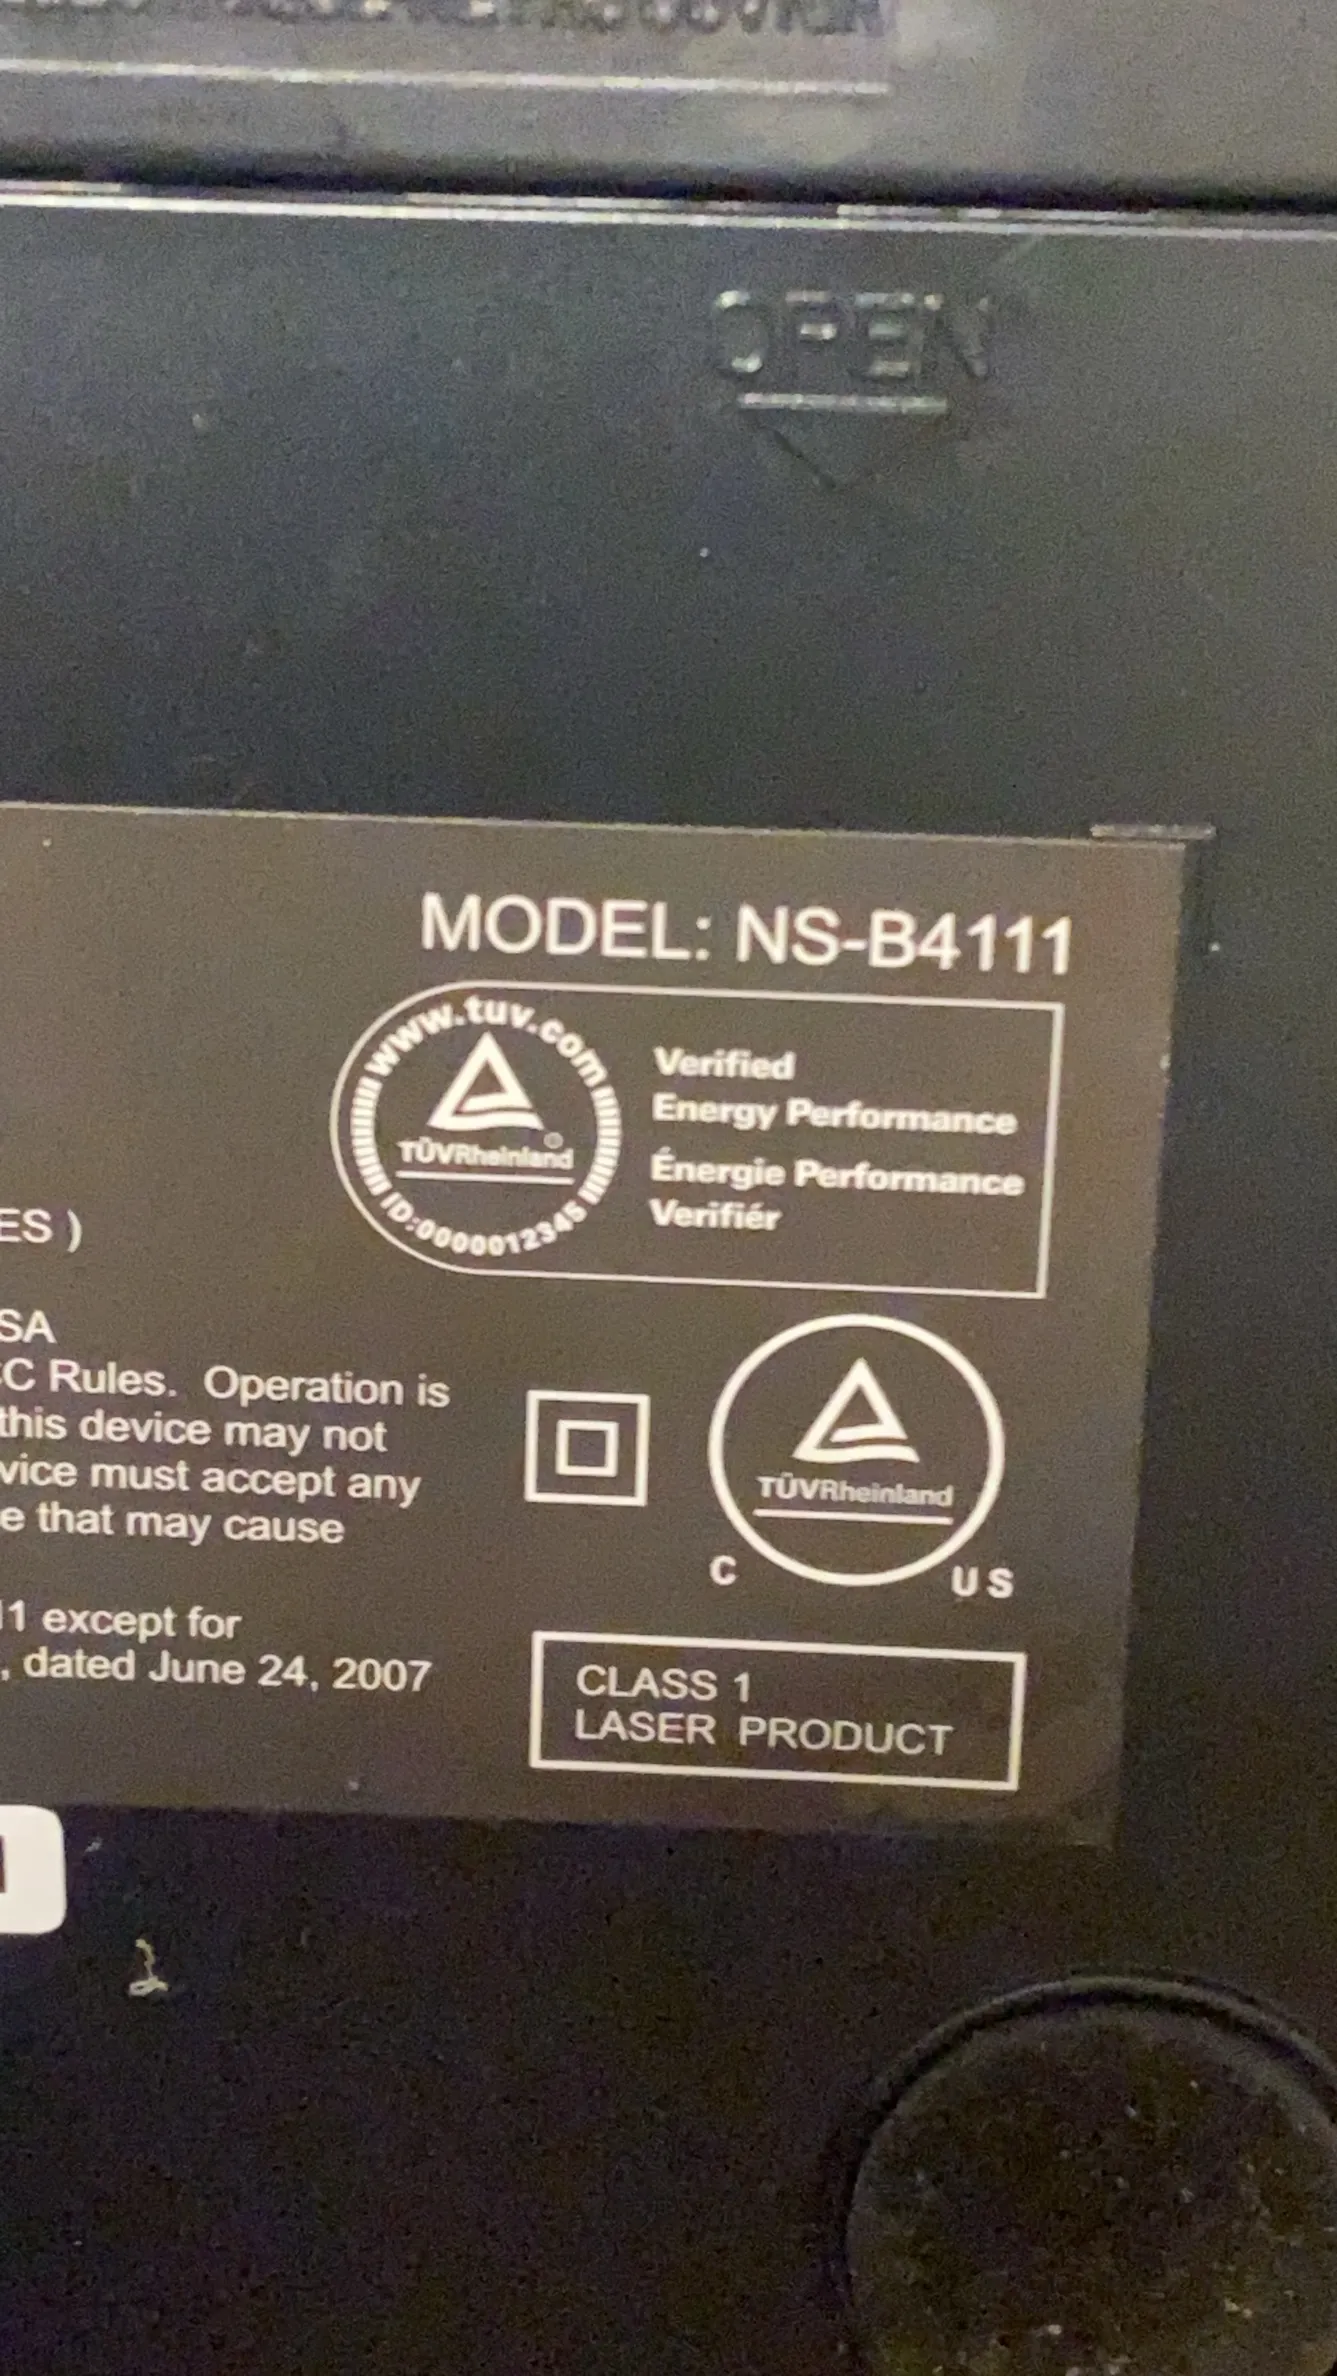 OPEN
MODEL: NS-B4111
www.tuv.com
TÜVRheinland®
ID:0000012345
Verified
Energy Performance
Énergie Performance
Verifiér
ES )
SA
C Rules. Operation is
this device may not
vice must accept any
e that may cause
11 except for
, dated June 24, 2007
TÜVRheinland
C US
CLASS 1
LASER PRODUCT